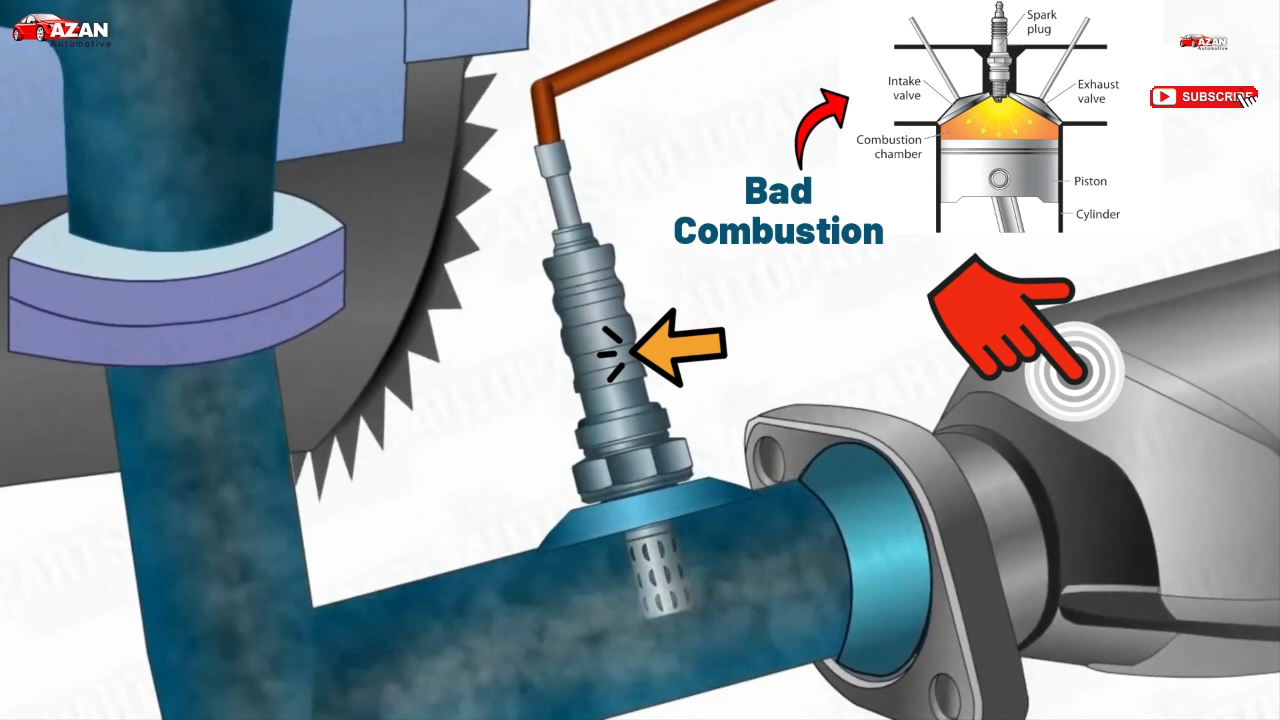 AZAN
Automotive
Spark
plug
Intake
valve
Exhaust
valve
Combustion
chamber
Piston
Cylinder
Bad
Combustion
AZAN
Automotive
SUBSCRIBE